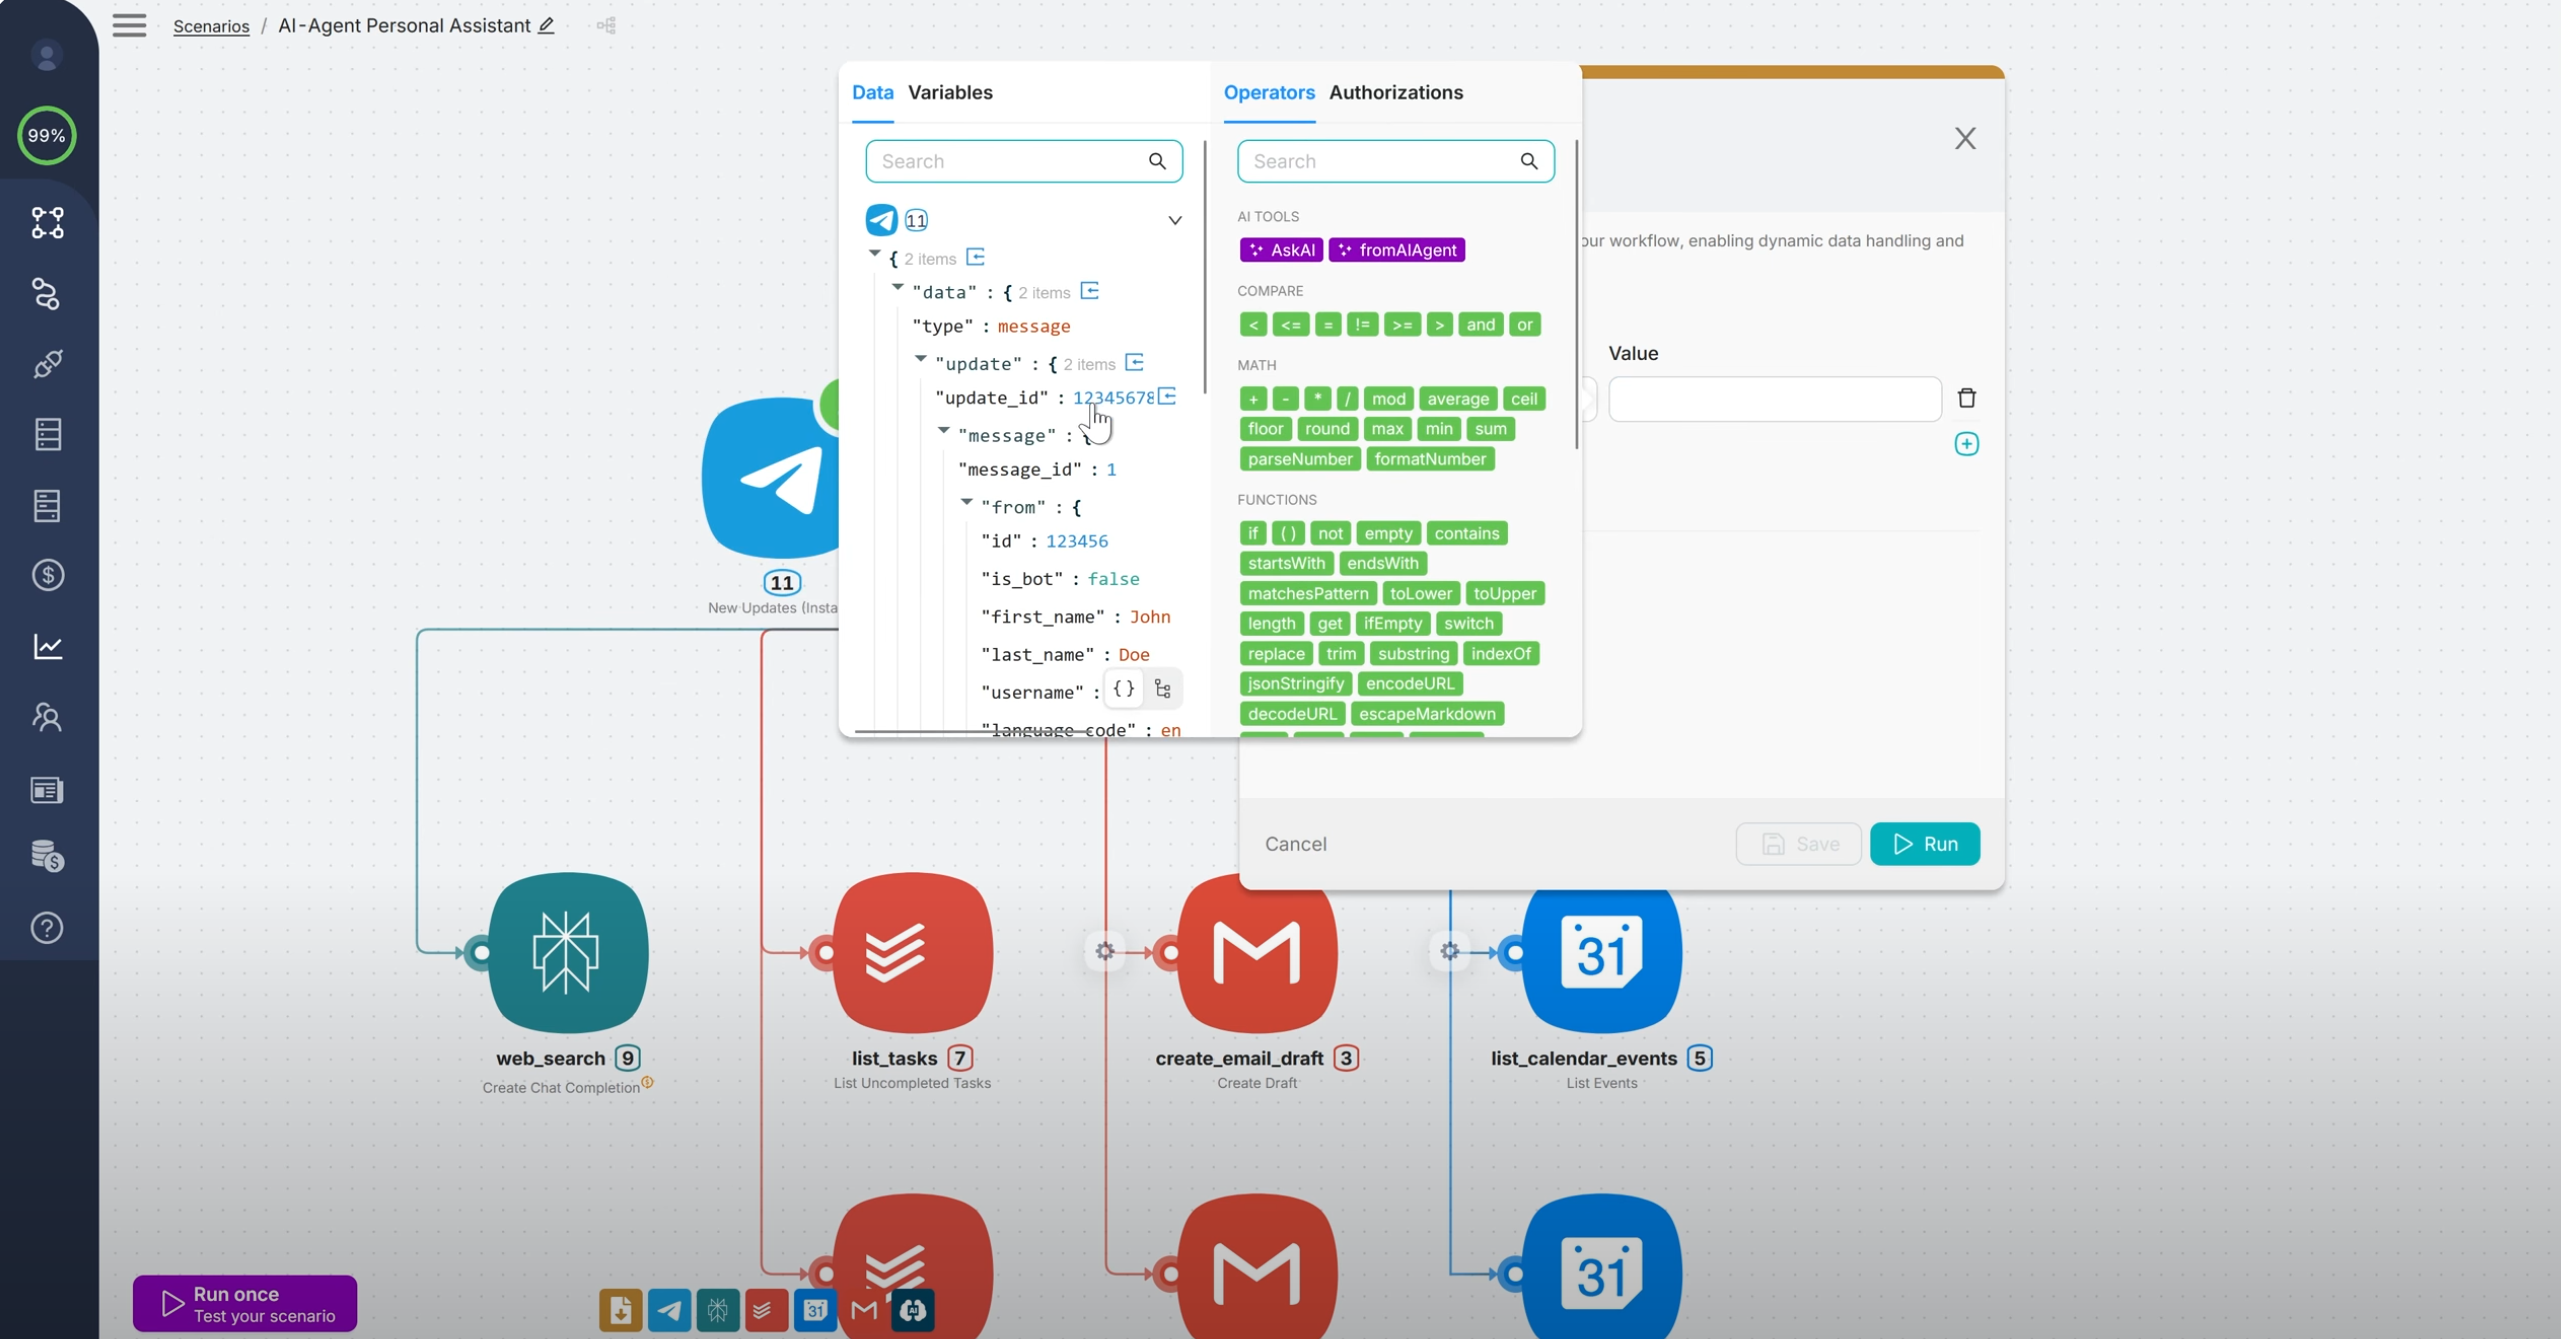 Scenarios / AI-Agent Personal Assistant
99%
Data Variables
Operators Authorizations
Search
Search
11
{ 2 items
"data" : { 2 items
"type" : message
"update" : { 2 items
"update_id" : 12345678
"message" : {
"message_id" : 1
"from" : {
"id" : 123456
"is_bot" : false
"first_name" : John
"last_name" : Doe
"username" :
{ }
"language_code" : en
AI TOOLS
AskAI fromAIAgent
COMPARE
< <= = != >= > and or
MATH
+ - * / mod average ceil
floor round max min sum
parseNumber formatNumber
FUNCTIONS
if ( ) not empty contains
startsWith endsWith
matchesPattern toLower toUpper
length get ifEmpty switch
replace trim substring indexOf
jsonStringify encodeURL
decodeURL escapeMarkdown
X
our workflow, enabling dynamic data handling and
Value
Cancel
Save
Run
11
New Updates (Insta
web_search 9
Create Chat Completion
list_tasks 7
List Uncompleted Tasks
create_email_draft 3
Create Draft
31
list_calendar_events 5
List Events
31
Run once
Test your scenario
31
AI